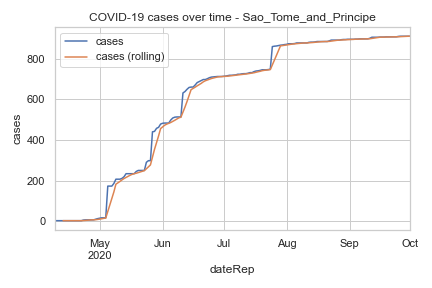 COVID-19 cases over time - Sao_Tome_and_Principe
cases
cases (rolling)
cases
800
600
400
200
0
May Jun Jul Aug Sep Oct
2020
dateRep